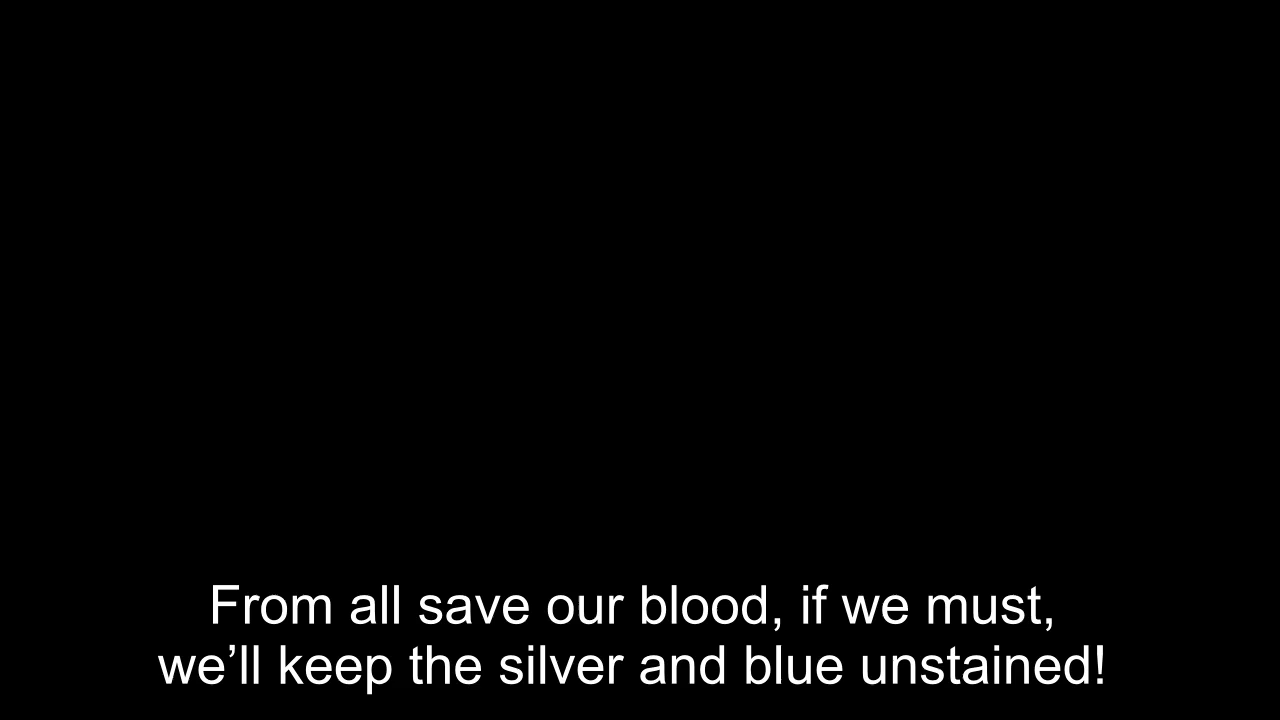 From all save our blood, if we must,
we’ll keep the silver and blue unstained!